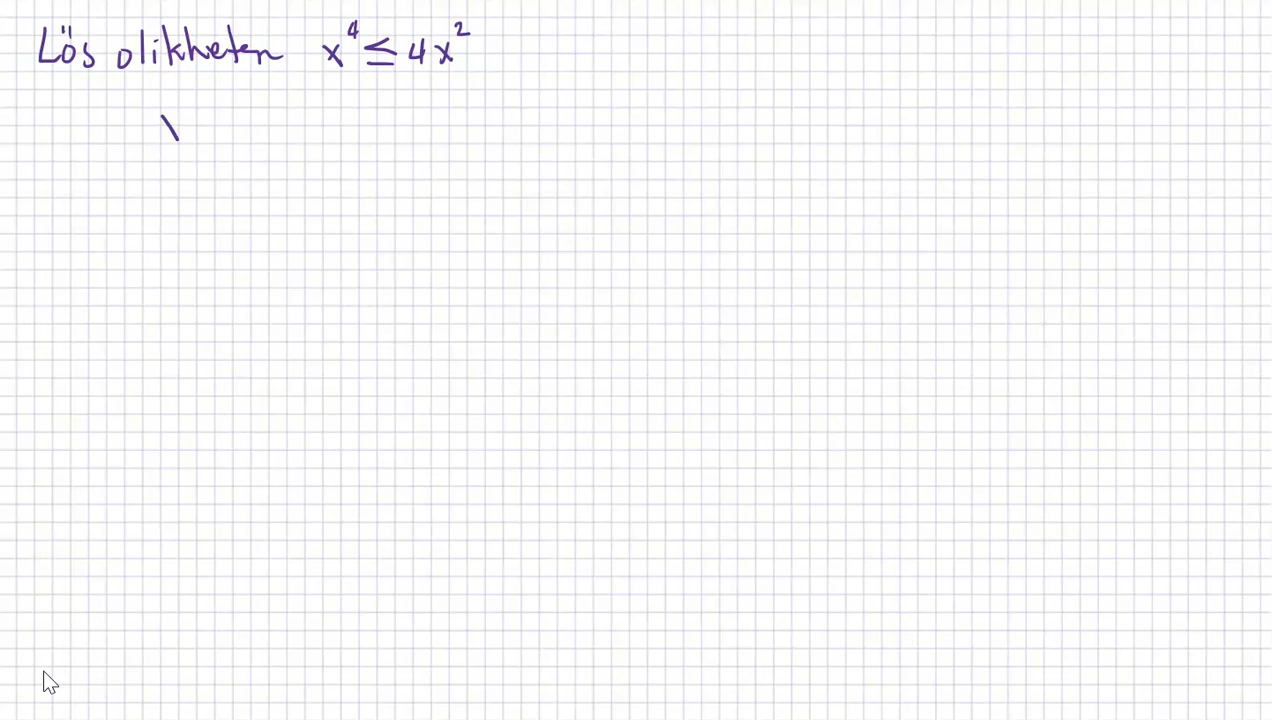 Lös olikheten x⁴ ≤ 4x²
\